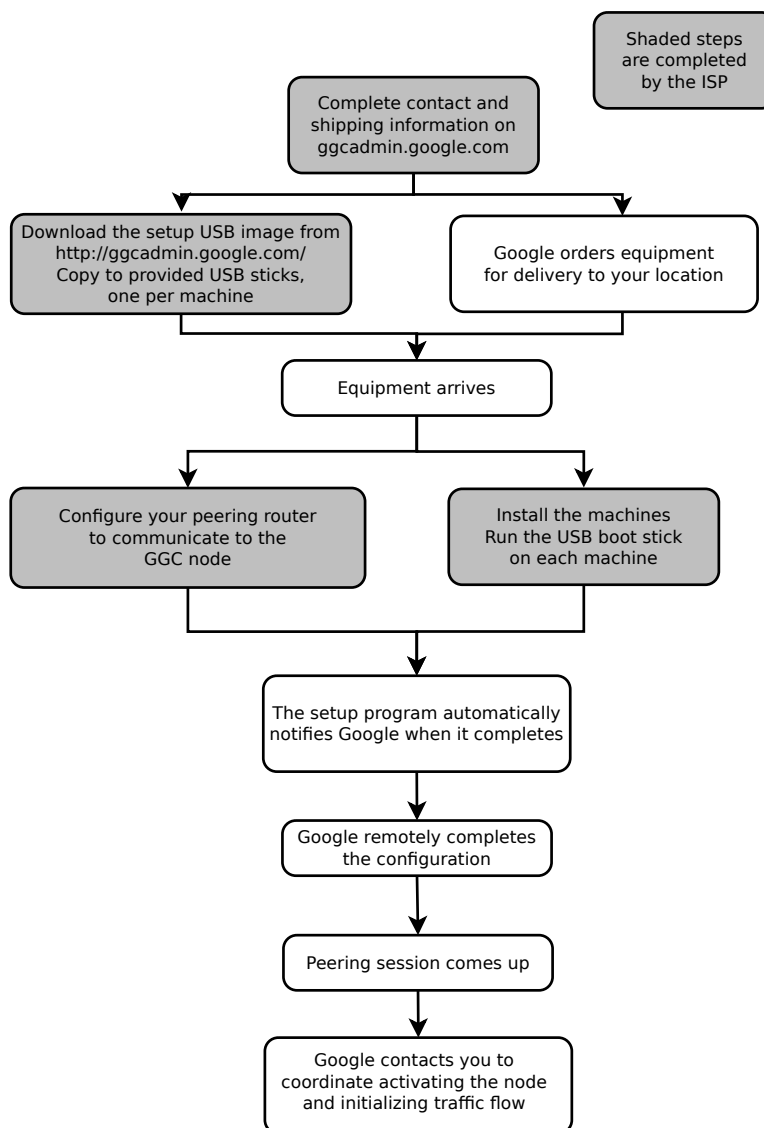 Shaded steps
are completed
by the ISP
Complete contact and
shipping information on
ggcadmin.google.com
Download the setup USB image from
http://ggcadmin.google.com/
Copy to provided USB sticks,
one per machine
Google orders equipment
for delivery to your location
Equipment arrives
Configure your peering router
to communicate to the
GGC node
Install the machines
Run the USB boot stick
on each machine
The setup program automatically
notifies Google when it completes
Google remotely completes
the configuration
Peering session comes up
Google contacts you to
coordinate activating the node
and initializing traffic flow